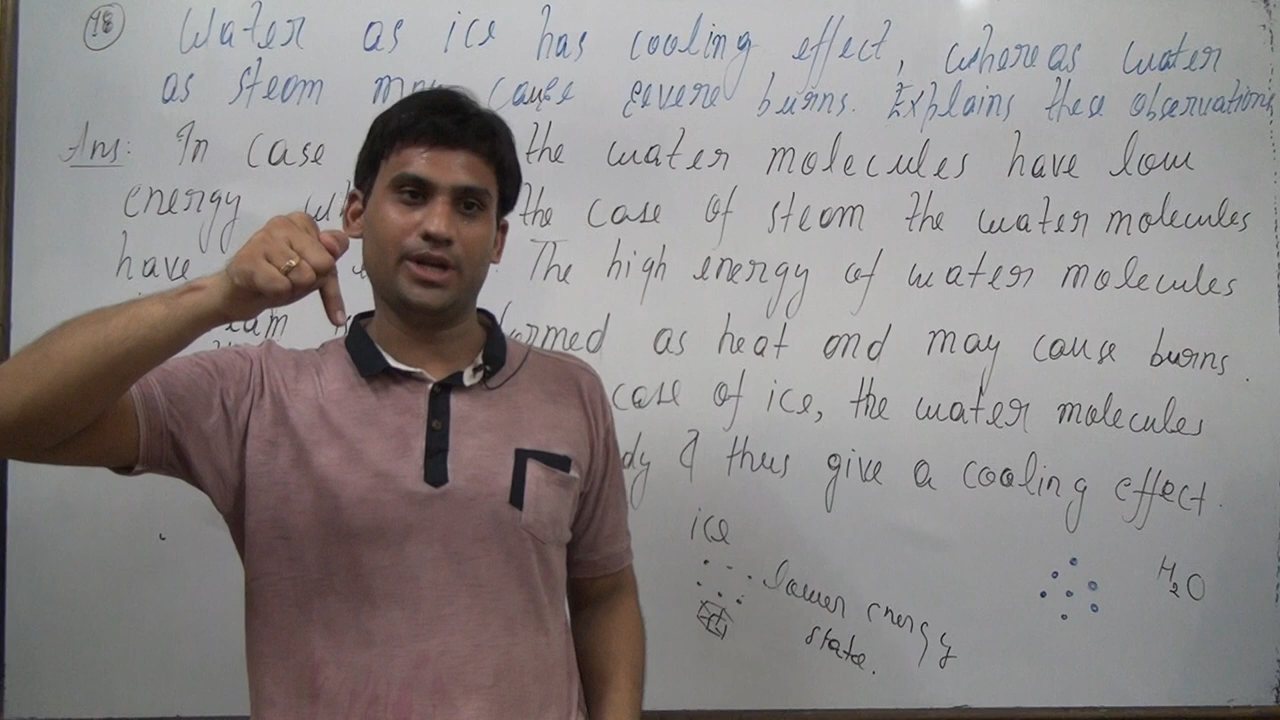 18 Water as ice has cooling effect, whereas water
as steam may cause severe burns. Explains these observations
Ans: In case the water molecules have low
energy the case of steam the water molecules
have The high energy of water molecules
formed as heat and may cause burns.
case of ice, the water molecules
& thus give a cooling effect.
ice
lower energy
state.
H2O